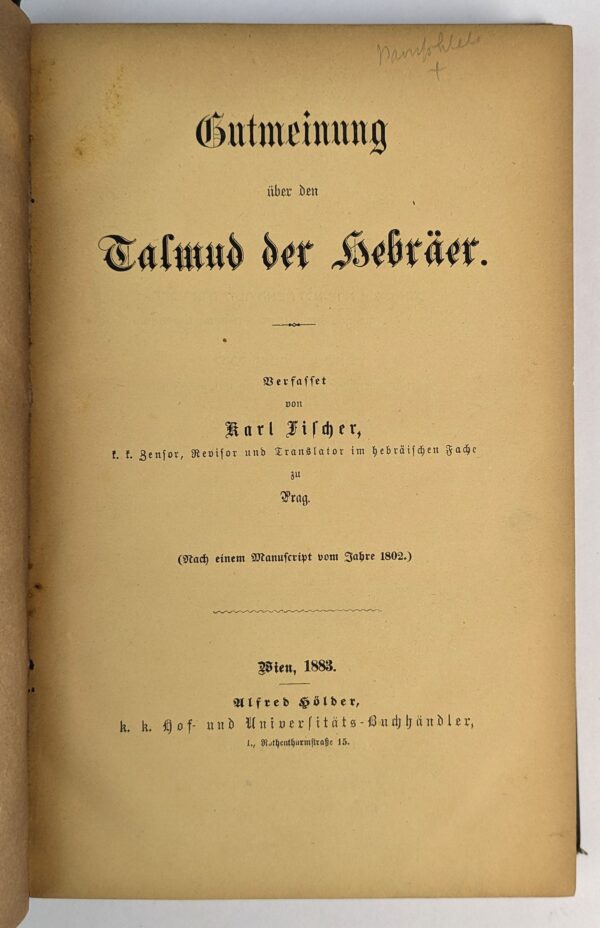 Pamphlets
+
Gutmeinung
über den
Talmud der Hebräer.
Verfasset
von
Karl Fischer,
k. k. Zensor, Revisor und Translator im hebräischen Fache
zu
Prag.
(Nach einem Manuscript vom Jahre 1802.)
Wien, 1883.
Alfred Hölder,
k. k. Hof- und Universitäts-Buchhändler,
I., Rothenthurmstraße 15.